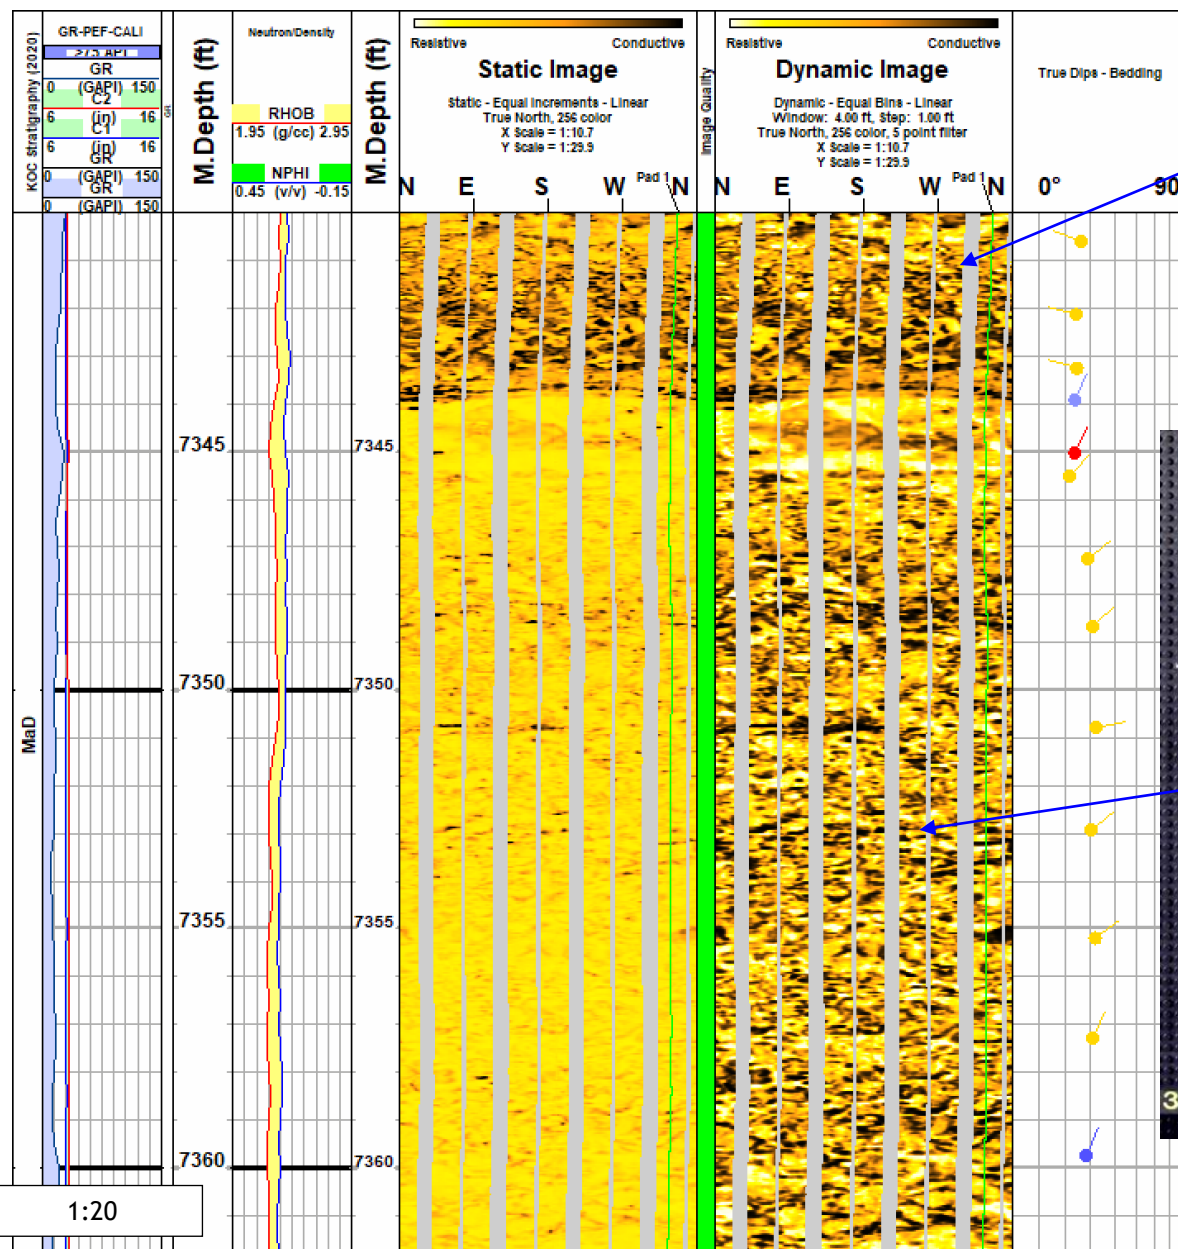 KOC Stratigraphy (2020)
GR-PEF-CALI
>75 API
GR
0 (GAPI) 150
C2
6 (in) 16
C1
6 (in) 16
GR
0 (GAPI) 150
GR
0 (GAPI) 150
GR
M.Depth (ft)
Neutron/Density
RHOB
1.95 (g/cc) 2.95
NPHI
0.45 (v/v) -0.15
M.Depth (ft)
Resistive Conductive
Static Image
Static - Equal Increments - Linear
True North, 256 color
X Scale = 1:10.7
Y Scale = 1:29.9
Pad 1
N E S W N
Image Quality
Resistive Conductive
Dynamic Image
Dynamic - Equal Bins - Linear
Window: 4.00 ft, Step: 1.00 ft
True North, 256 color, 5 point filter
X Scale = 1:10.7
Y Scale = 1:29.9
Pad 1
N E S W N
True Dips - Bedding
0° 90
7345 7345
7350 7350
MaD
7355 7355
3
7360 7360
1:20